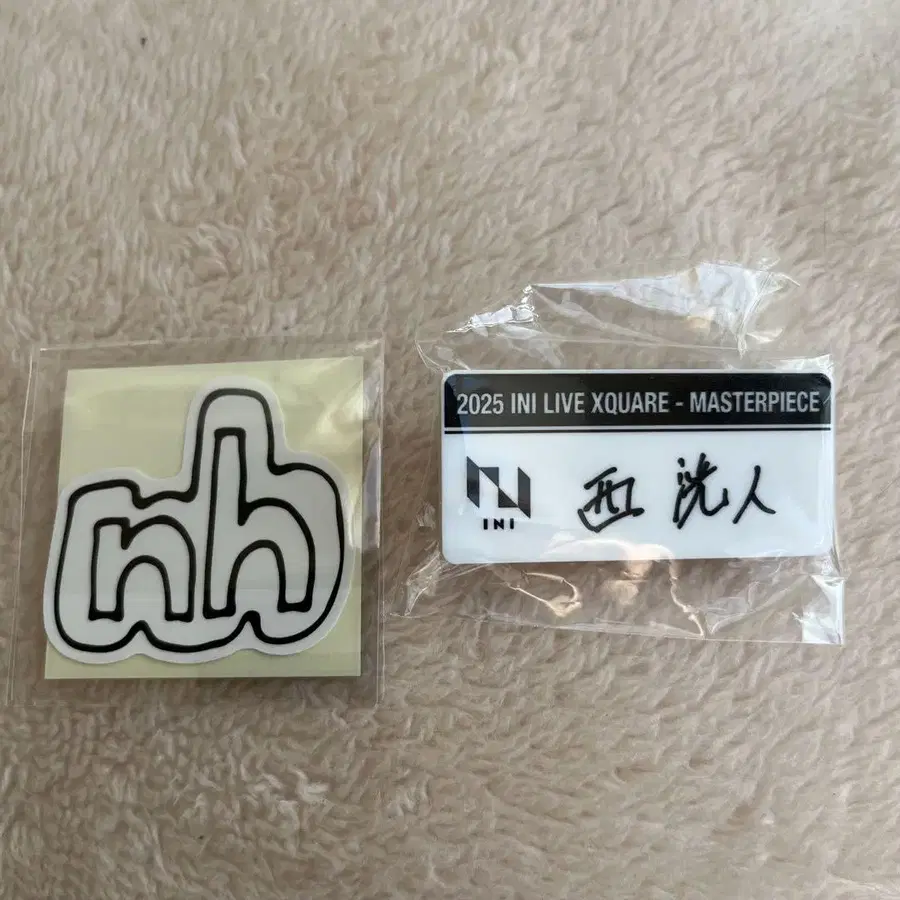 nh
2025 INI LIVE XQUARE - MASTERPIECE
INI
西 洸人